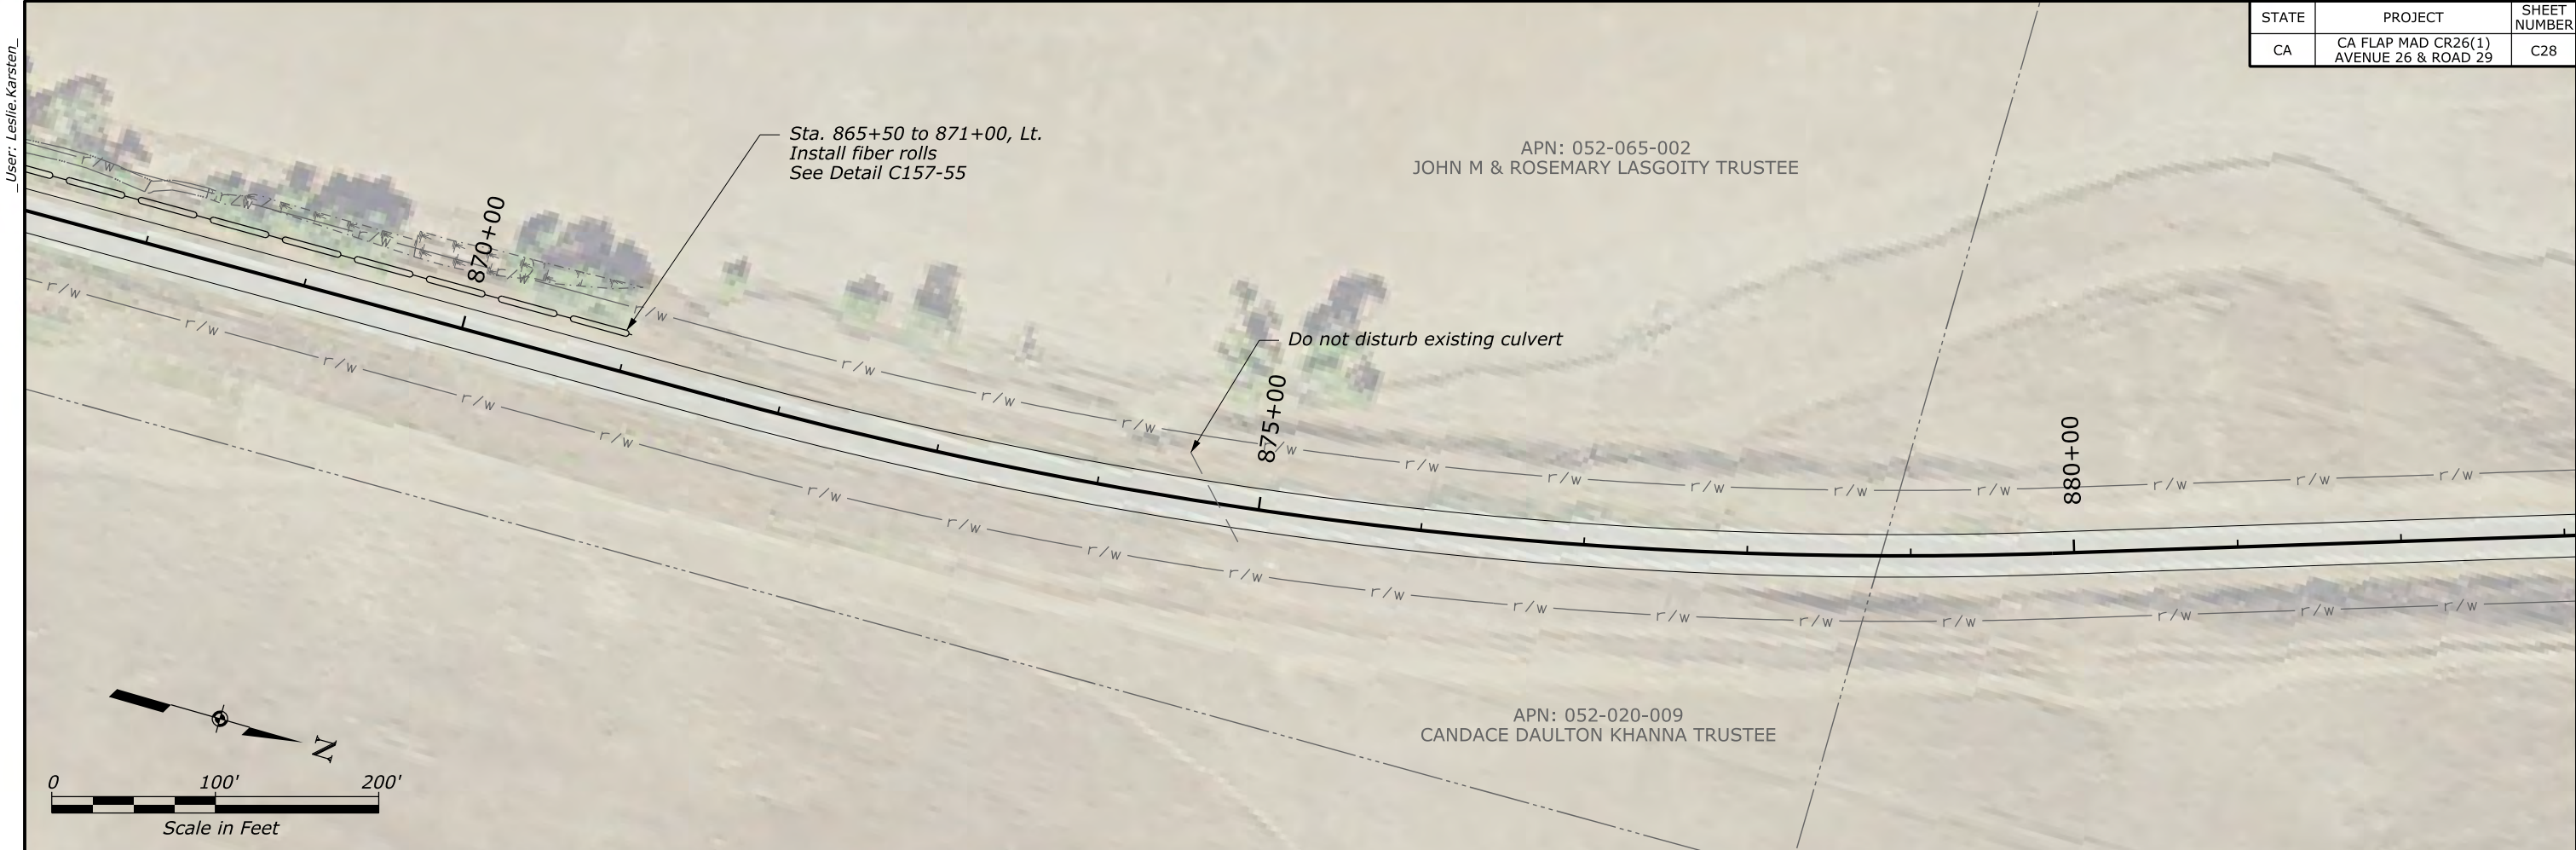 _User: Leslie.Karsten_
STATE PROJECT SHEET NUMBER
CA CA FLAP MAD CR26(1) AVENUE 26 & ROAD 29 C28
Sta. 865+50 to 871+00, Lt.
Install fiber rolls
See Detail C157-55
APN: 052-065-002
JOHN M & ROSEMARY LASGOITY TRUSTEE
870+00
Do not disturb existing culvert
875+00
880+00
r/w r/w r/w r/w r/w r/w r/w r/w r/w r/w r/w r/w r/w r/w r/w r/w r/w
r/w r/w r/w r/w r/w r/w r/w r/w r/w r/w r/w r/w r/w r/w r/w r/w r/w
APN: 052-020-009
CANDACE DAULTON KHANNA TRUSTEE
N
0 100' 200'
Scale in Feet